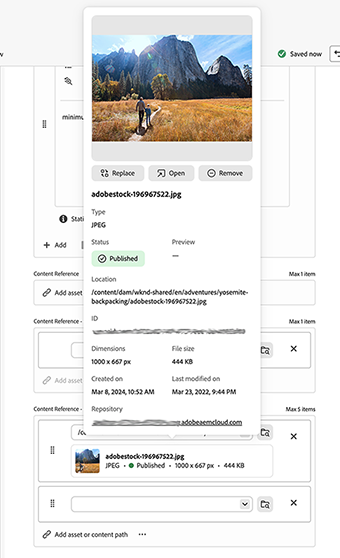 Saved now
minimu
Stati
Add
Content Reference
Max 1 item
Add asset
Content Reference -
Max 1 item
Add asset
Content Reference -
Max 5 items
Replace
Open
Remove
adobestock-196967522.jpg
Type
JPEG
Status
Preview
Published
—
Location
/content/dam/wknd-shared/en/adventures/yosemite-
backpacking/adobestock-196967522.jpg
ID
Dimensions
File size
1000 x 667 px
444 KB
Created on
Last modified on
Mar 8, 2024, 10:52 AM
Mar 23, 2022, 9:44 PM
Repository
.adobeaemcloud.com
adobestock-196967522.jpg
JPEG • Published • 1000 x 667 px • 444 KB
Add asset or content path